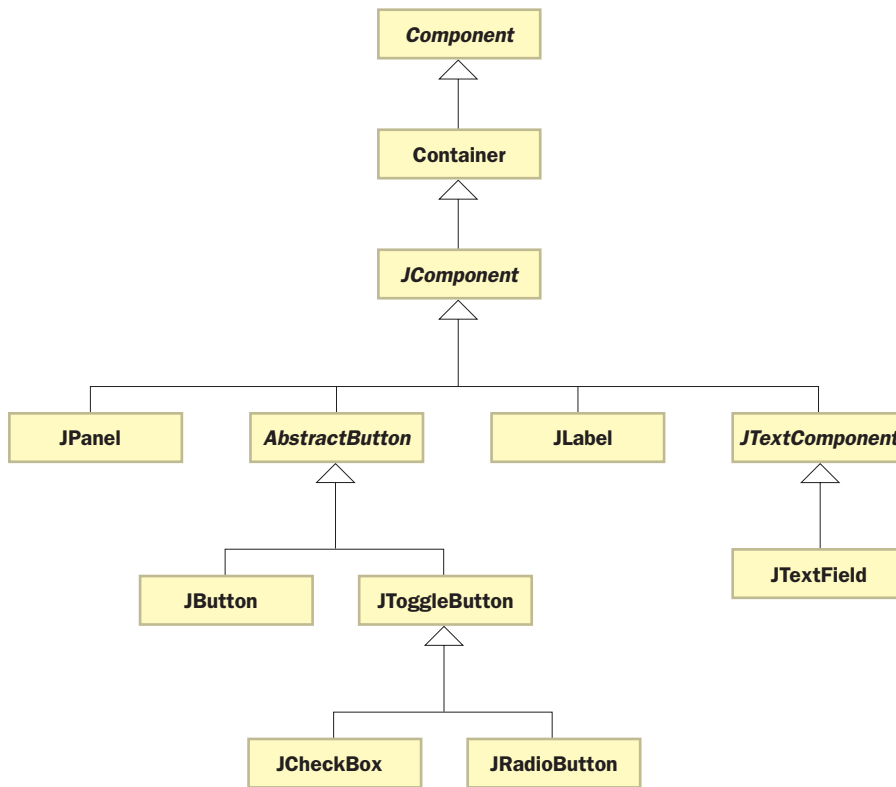 Component
Container
JComponent
JPanel
AbstractButton
JLabel
JTextComponent
JButton
JToggleButton
JTextField
JCheckBox
JRadioButton